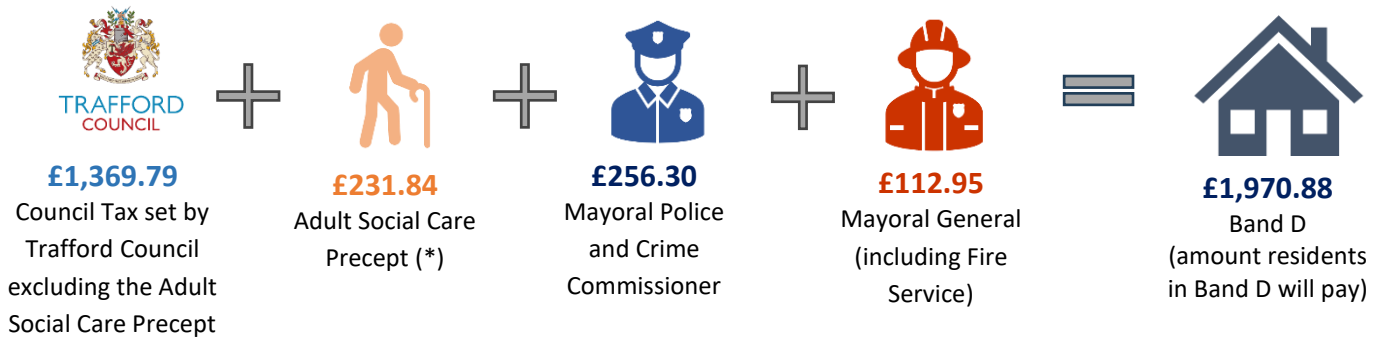 TRAFFORD
COUNCIL
£1,369.79
Council Tax set by
Trafford Council
excluding the Adult
Social Care Precept
£231.84
Adult Social Care
Precept (*)
£256.30
Mayoral Police
and Crime
Commissioner
£112.95
Mayoral General
(including Fire
Service)
£1,970.88
Band D
(amount residents
in Band D will pay)